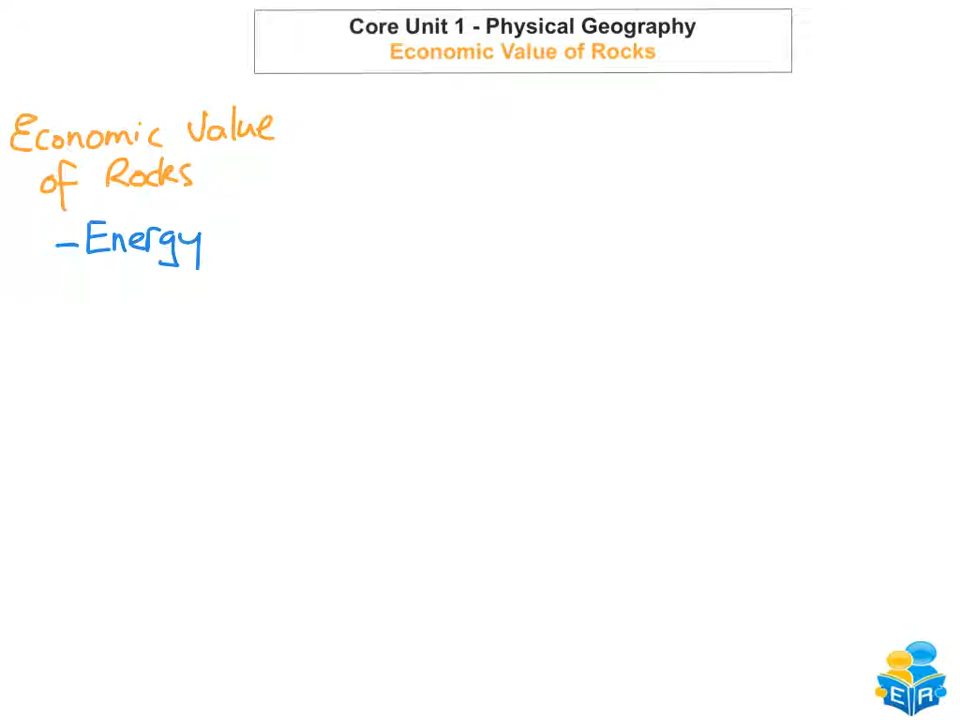 Core Unit 1 - Physical Geography
Economic Value of Rocks
Economic Value
of Rocks
- Energy
E R